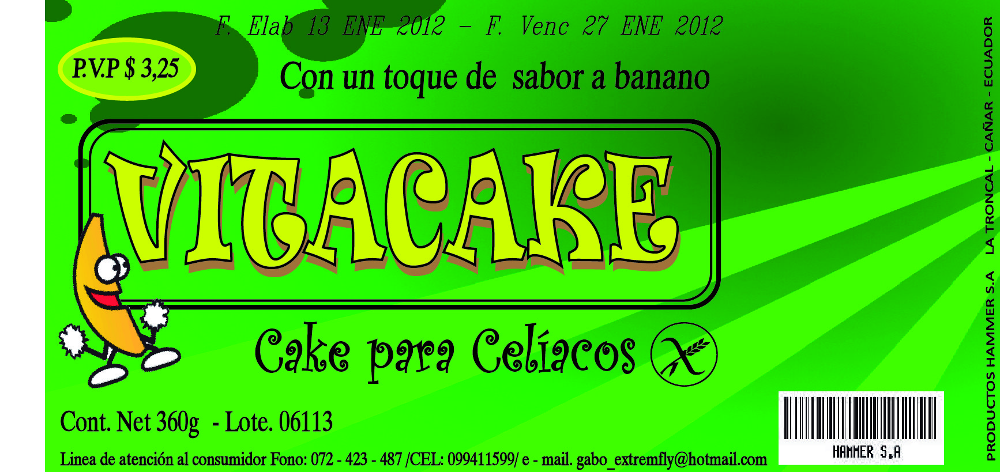 F. Elab 13 ENE 2012 - F. Venc 27 ENE 2012
P.V.P $ 3,25
Con un toque de sabor a banano
VITACAKE
Cake para Celíacos
Cont. Net 360g - Lote. 06113
Linea de atención al consumidor Fono: 072 - 423 - 487 /CEL: 099411599/ e - mail. gabo_extremfly@hotmail.com
HAMMER S.A
PRODUCTOS HAMMER S.A LA TRONCAL - CAÑAR - ECUADOR